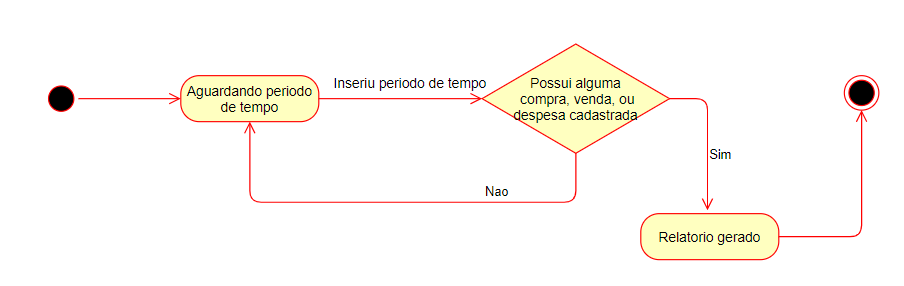 Aguardando periodo
de tempo
Inseriu periodo de tempo
Possui alguma
compra, venda, ou
despesa cadastrada
Sim
Nao
Relatorio gerado